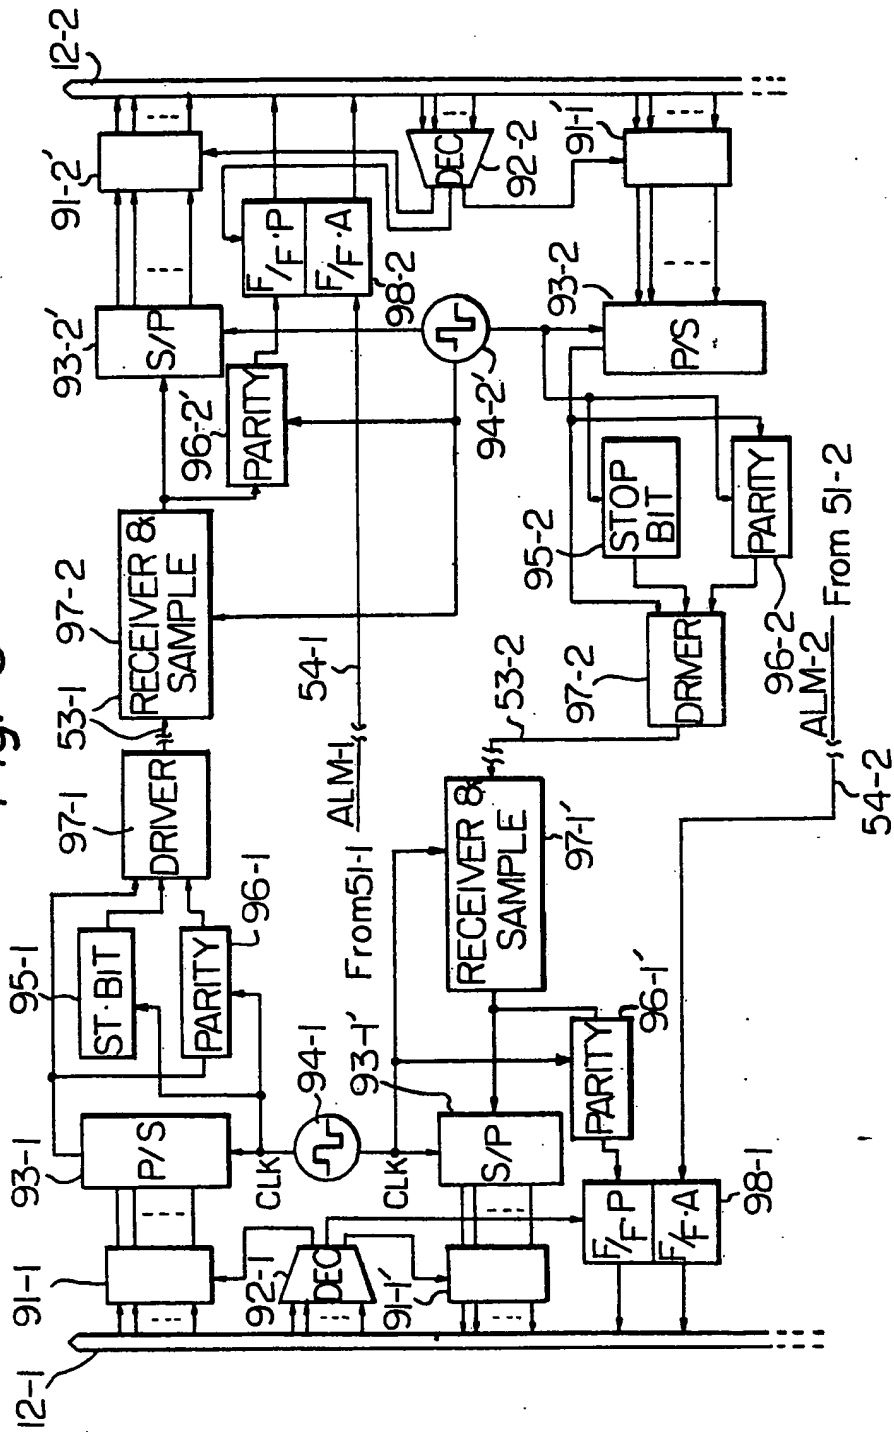 Fig. 9
12-1
91-1
93-1
P/S
95-1
ST·BIT
PARITY
96-1
97-1
DRIVER
53-1
RECEIVER &
SAMPLE
97-2
93-2'
S/P
96-2'
PARITY
91-2'
12-2
F/F·P
F/F·A
98-2
DEC
92-2
92-1
DEC
CLK
94-1
CLK
From 51-1
ALM-1
54-1
94-2'
91-1'
S/P
93-1'
RECEIVER &
SAMPLE
97-1'
53-2
97-2
DRIVER
95-2
STOP
BIT
PARITY
96-2
93-2
P/S
91-1'
PARITY
96-1'
F/F·P
F/F·A
98-1
54-2
ALM-2
From 51-2